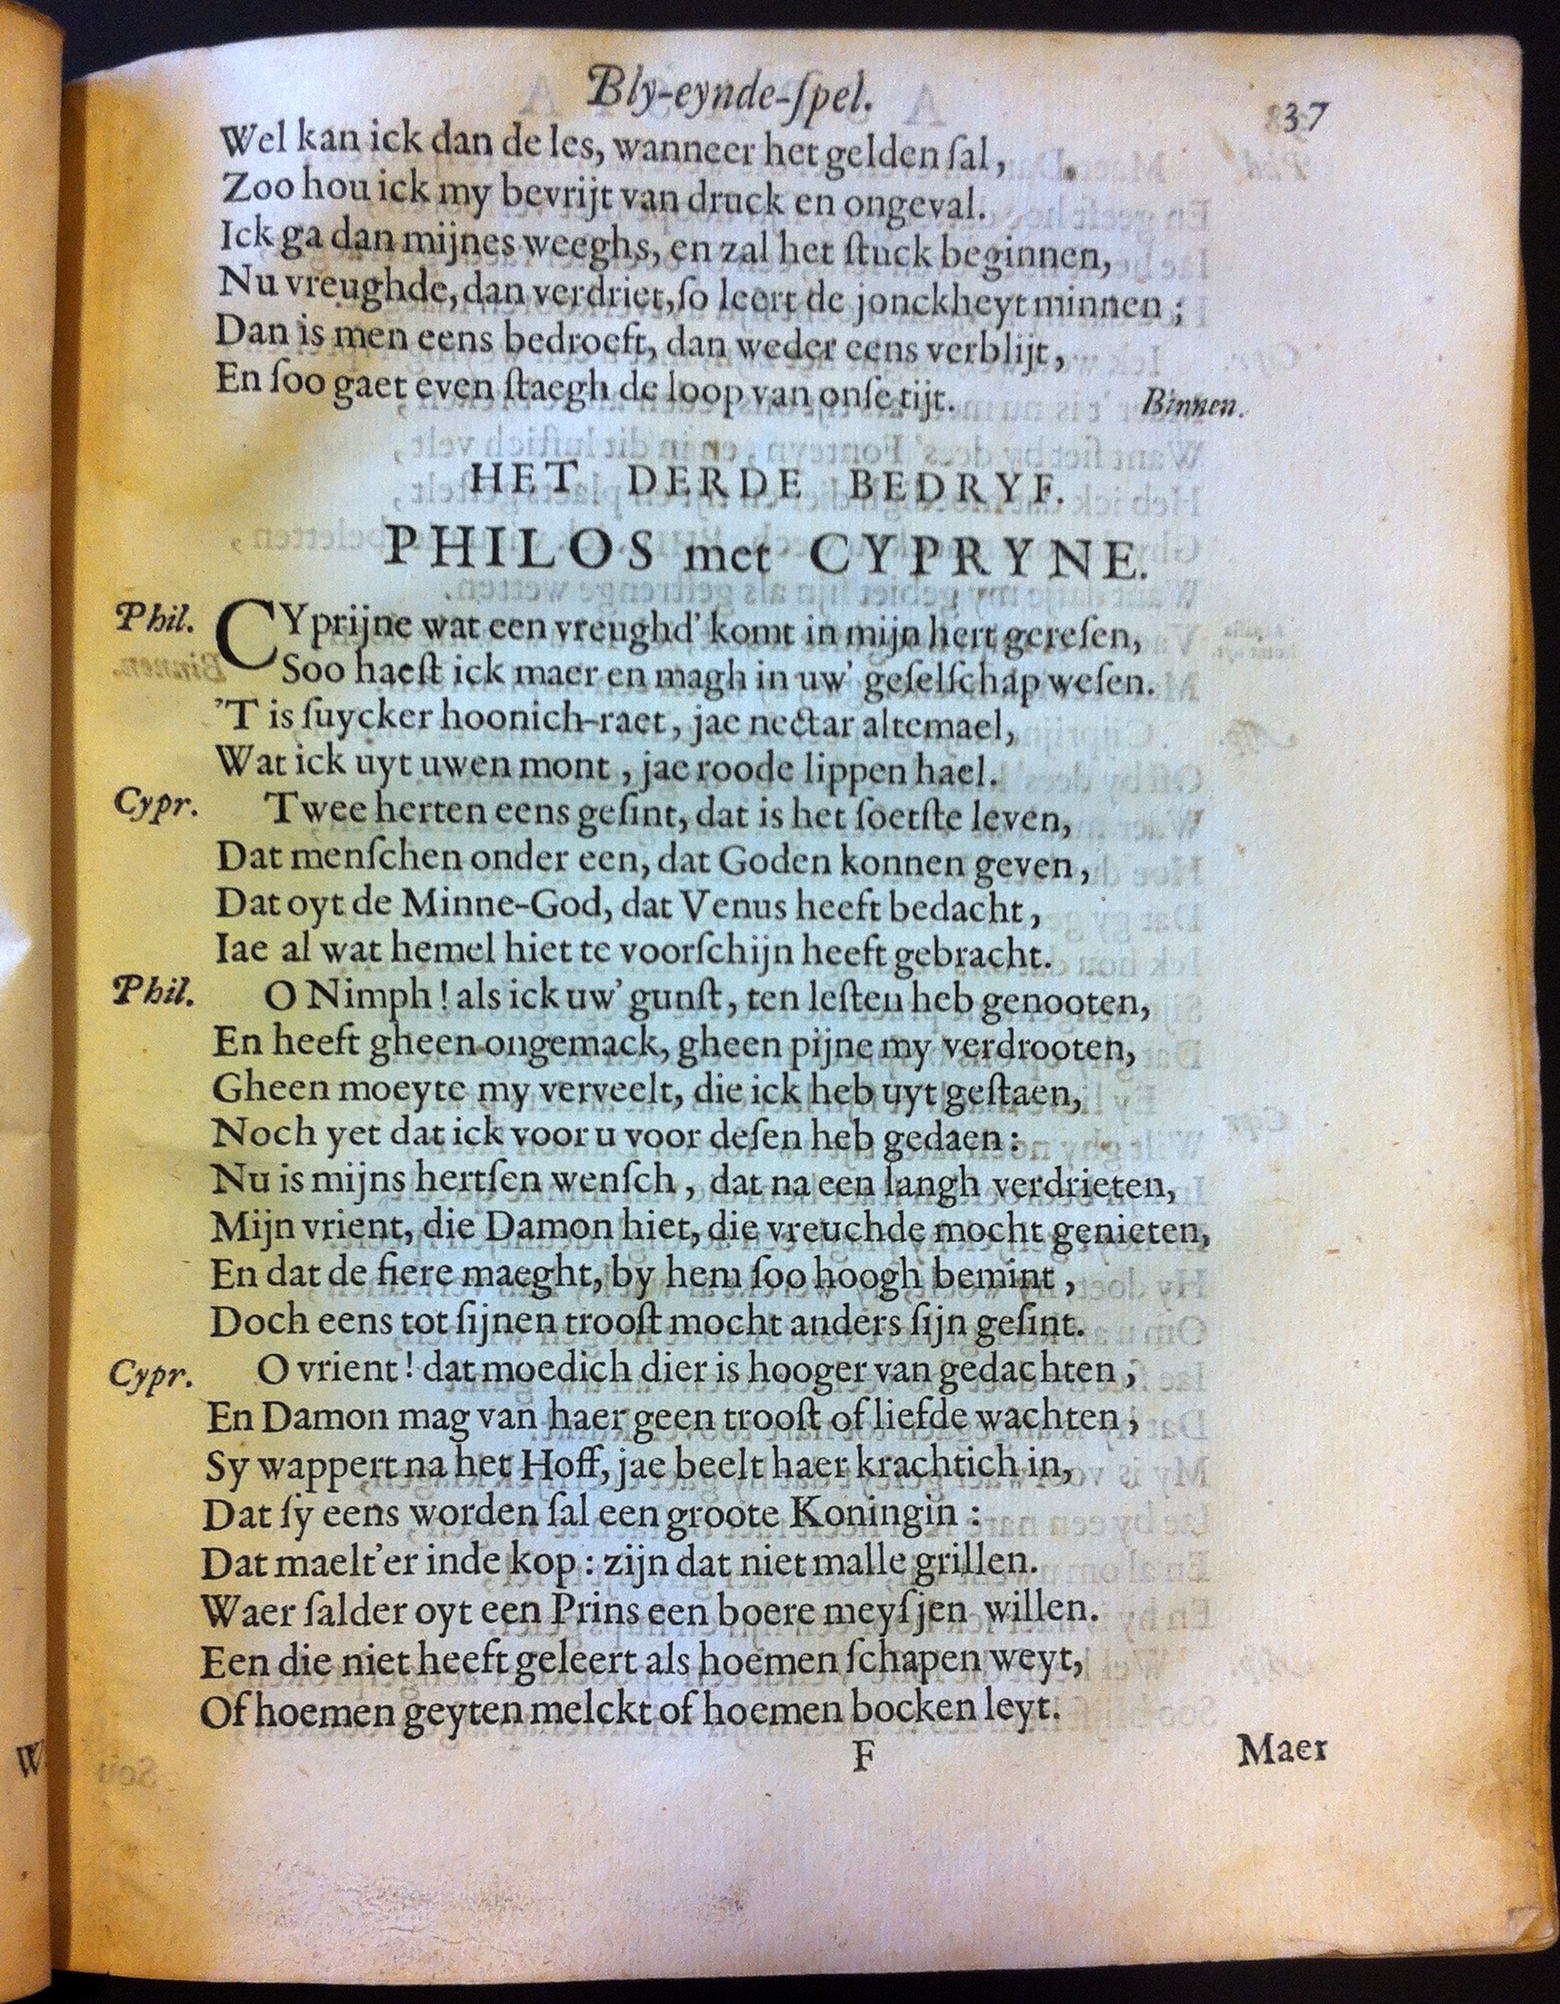 Bly-eynde-ſpel. 37
Wel kan ick dan de les, wanneer het gelden ſal,
Zoo hou ick my bevrijt van druck en ongeval.
Ick ga dan mijnes weeghs, en zal het ſtuck beginnen,
Nu vreughde, dan verdriet, ſo leert de jonckheyt minnen;
Dan is men eens bedroeft, dan weder eens verblijt,
En ſoo gaet even ſtaegh de loop van onſe tijt. Binnen.
HET DERDE BEDRYF.
PHILOS met CYPRYNE.
Phil. CYprijne wat een vreughd' komt in mijn hert gereſen,
Soo haeſt ick maer en magh in uw' geſelſchap weſen.
'T is ſuycker hoonich-raet, jae nectar altemael,
Wat ick uyt uwen mont, jae roode lippen hael.
Cypr. Twee herten eens geſint, dat is het ſoetſte leven,
Dat menſchen onder een, dat Goden konnen geven,
Dat oyt de Minne-God, dat Venus heeft bedacht,
Iae al wat hemel hiet te voorſchijn heeft gebracht.
Phil. O Nimph! als ick uw' gunſt, ten leſten heb genooten,
En heeft gheen ongemack, gheen pijne my verdrooten,
Gheen moeyte my verveelt, die ick heb uyt geſtaen,
Noch yet dat ick voor u voor deſen heb gedaen:
Nu is mijns hertſen wenſch, dat na een langh verdrieten,
Mijn vrient, die Damon hiet, die vreuchde mocht genieten,
En dat de fiere maeght, by hem ſoo hoogh bemint,
Doch eens tot ſijnen trooſt mocht anders ſijn geſint.
Cypr. O vrient! dat moedich dier is hooger van gedachten,
En Damon mag van haer geen trooſt of liefde wachten,
Sy wappert na het Hoff, jae beelt haer krachtich in,
Dat ſy eens worden ſal een groote Koningin:
Dat maelt'er inde kop: zijn dat niet malle grillen.
Waer ſalder oyt een Prins een boere meyſjen willen.
Een die niet heeft geleert als hoemen ſchapen weyt,
Of hoemen geyten melckt of hoemen bocken leyt.
F Maer